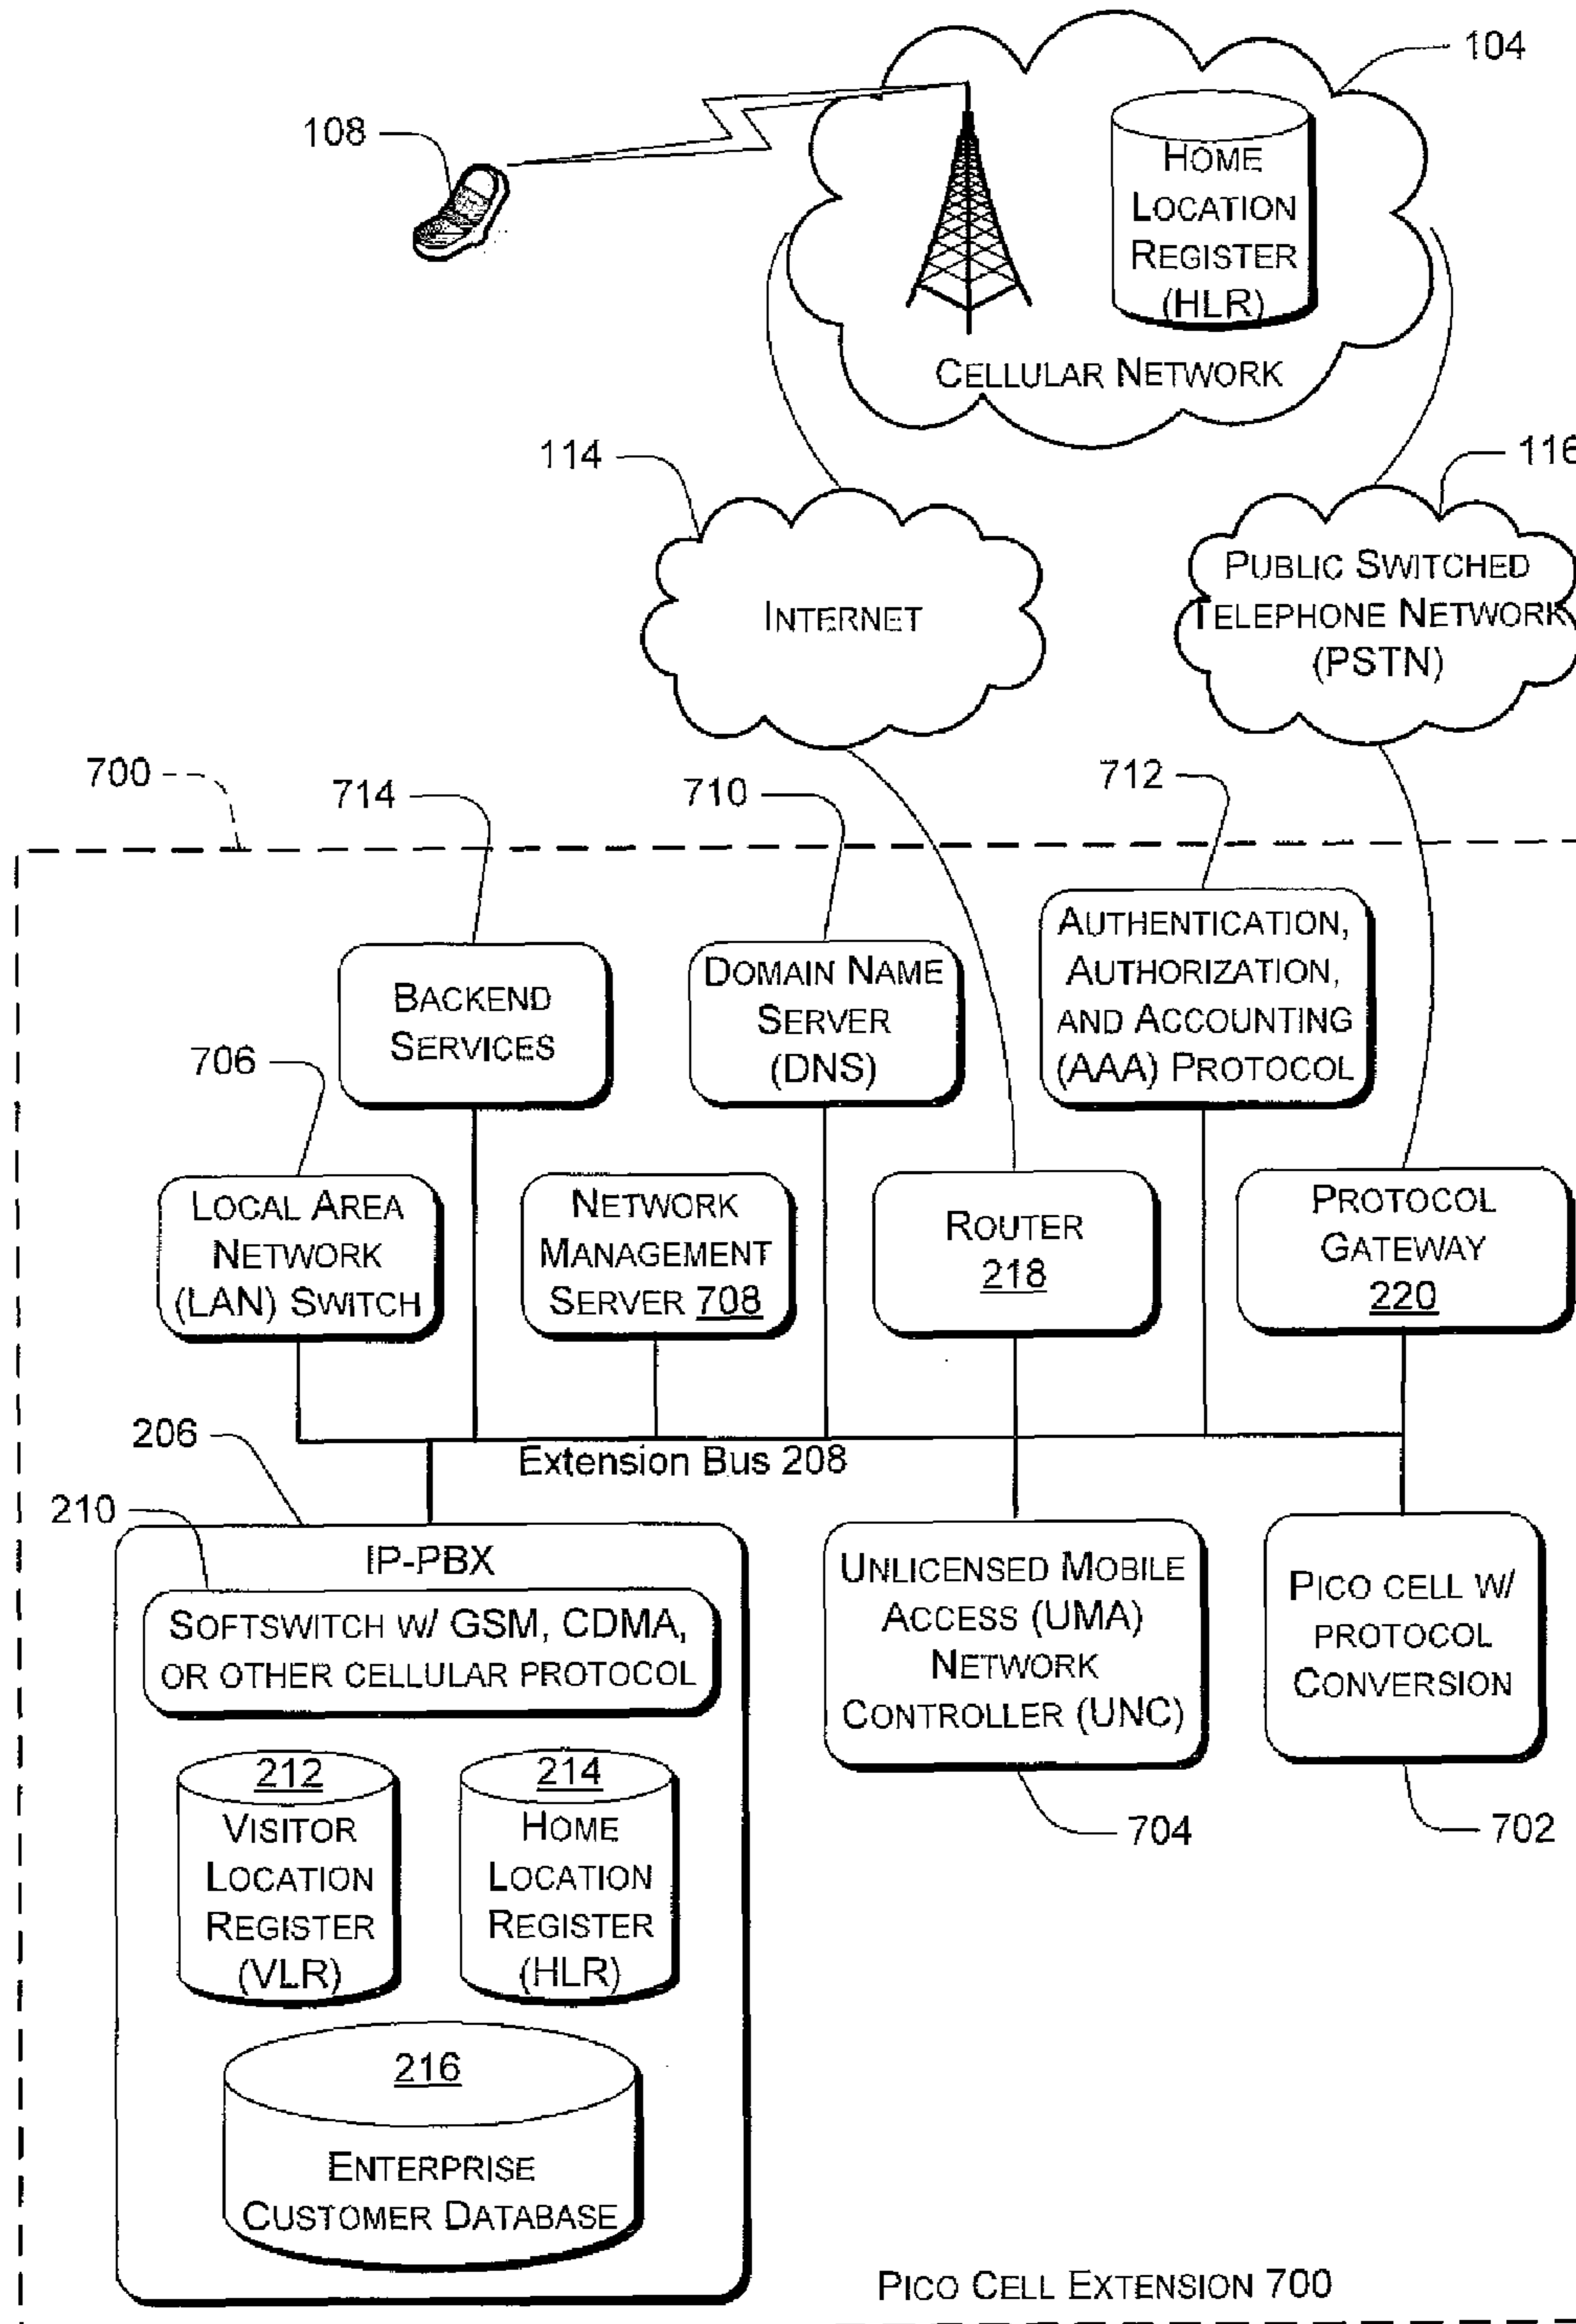 104
108
HOME
LOCATION
REGISTER
(HLR)
CELLULAR NETWORK
114
116
INTERNET
PUBLIC SWITCHED
TELEPHONE NETWORK
(PSTN)
700
714
710
712
BACKEND
SERVICES
DOMAIN NAME
SERVER
(DNS)
AUTHENTICATION,
AUTHORIZATION,
AND ACCOUNTING
(AAA) PROTOCOL
706
LOCAL AREA
NETWORK
(LAN) SWITCH
NETWORK
MANAGEMENT
SERVER 708
ROUTER
218
PROTOCOL
GATEWAY
220
206
Extension Bus 208
210
IP-PBX
SOFTSWITCH W/ GSM, CDMA,
OR OTHER CELLULAR PROTOCOL
UNLICENSED MOBILE
ACCESS (UMA)
NETWORK
CONTROLLER (UNC)
PICO CELL W/
PROTOCOL
CONVERSION
212
VISITOR
LOCATION
REGISTER
(VLR)
214
HOME
LOCATION
REGISTER
(HLR)
704
702
216
ENTERPRISE
CUSTOMER DATABASE
PICO CELL EXTENSION 700